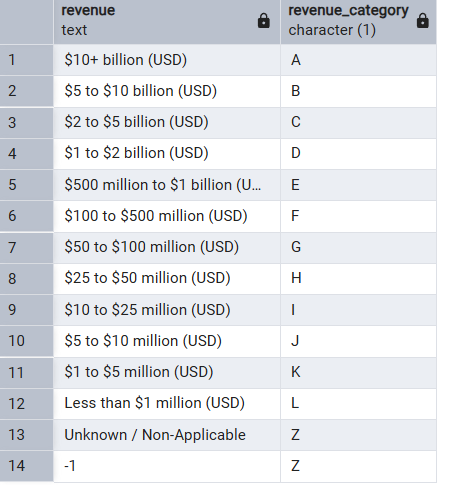 revenue revenue_category
text character (1)
1 $10+ billion (USD) A
2 $5 to $10 billion (USD) B
3 $2 to $5 billion (USD) C
4 $1 to $2 billion (USD) D
5 $500 million to $1 billion (U... E
6 $100 to $500 million (USD) F
7 $50 to $100 million (USD) G
8 $25 to $50 million (USD) H
9 $10 to $25 million (USD) I
10 $5 to $10 million (USD) J
11 $1 to $5 million (USD) K
12 Less than $1 million (USD) L
13 Unknown / Non-Applicable Z
14 -1 Z